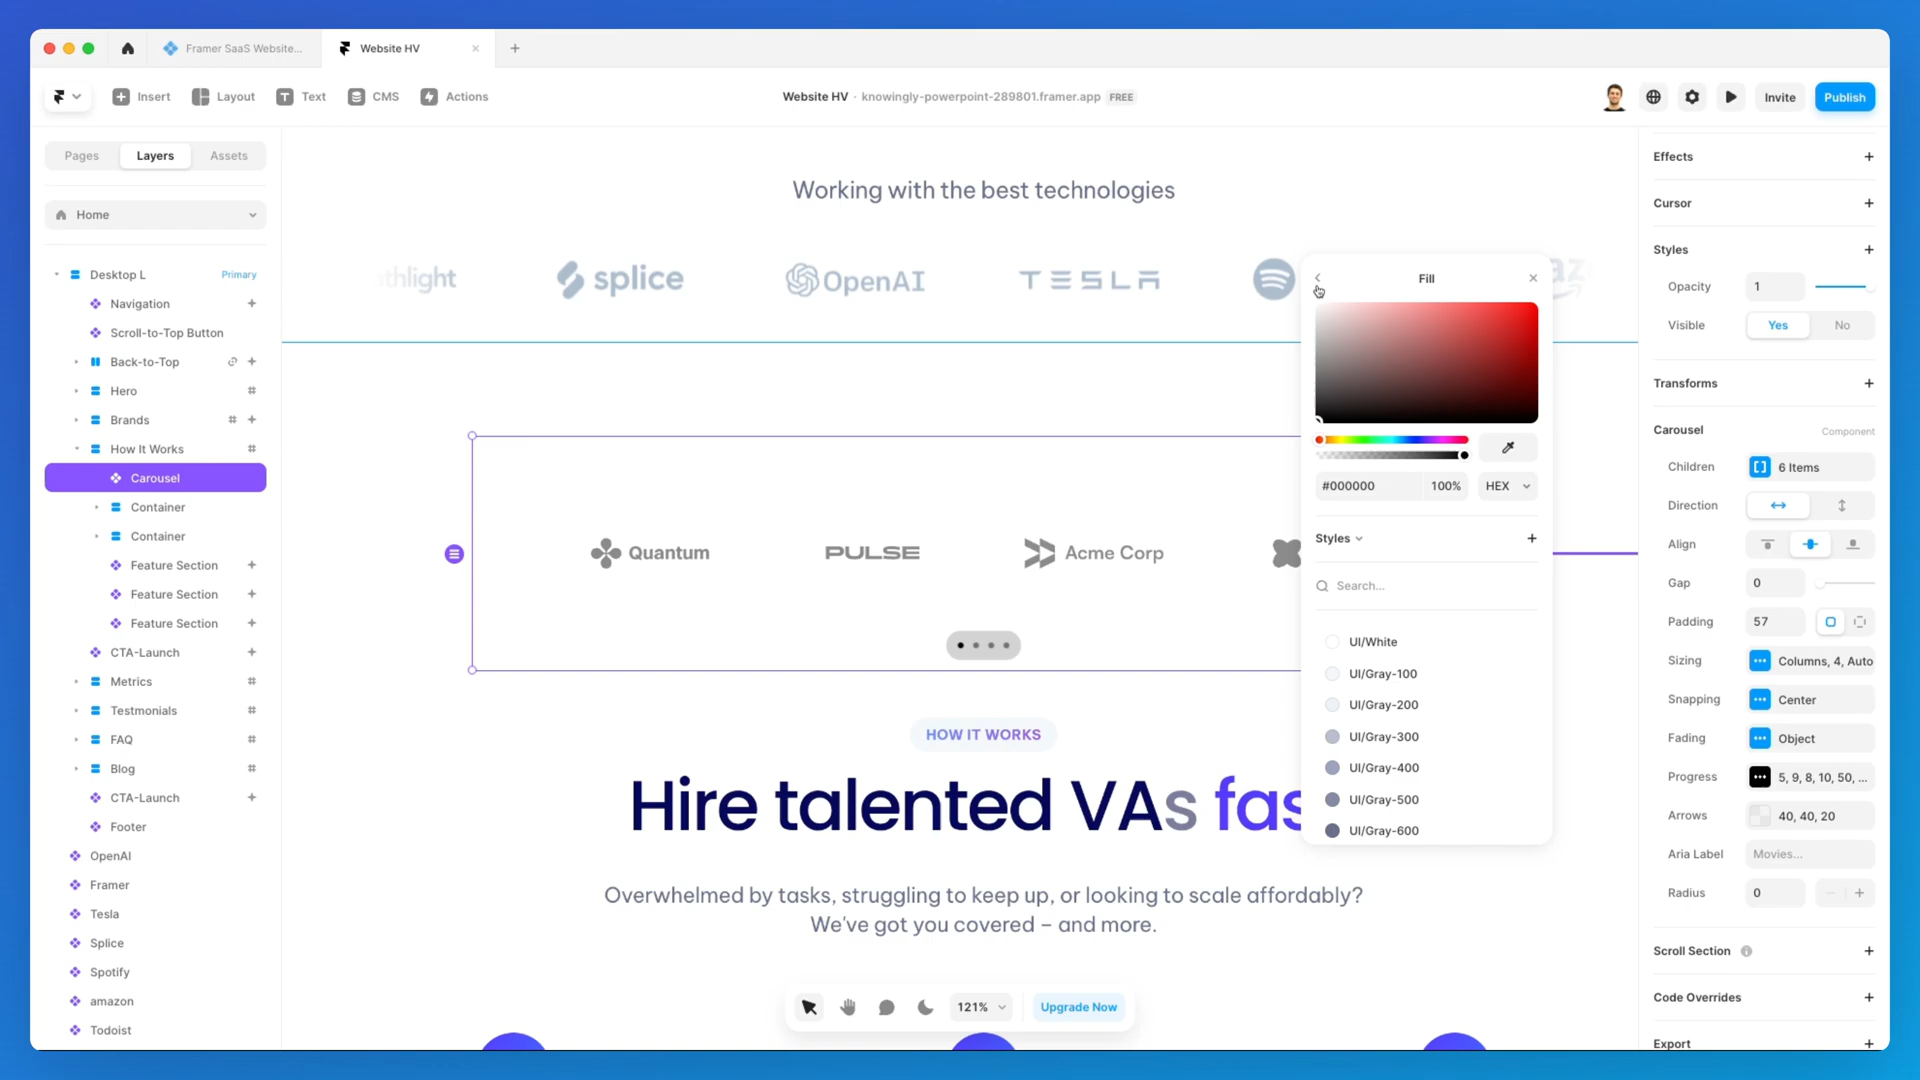 Framer SaaS Website...
Website HV
Insert
Layout
Text
CMS
Actions
Website HV · knowingly-powerpoint-289801.framer.app FREE
Invite
Publish
Pages
Layers
Assets
Home
Desktop L
Primary
Navigation
Scroll-to-Top Button
Back-to-Top
Hero
Brands
How It Works
Carousel
Container
Container
Feature Section
Feature Section
Feature Section
CTA-Launch
Metrics
Testmonials
FAQ
Blog
CTA-Launch
Footer
OpenAI
Framer
Tesla
Splice
Spotify
amazon
Todoist
Working with the best technologies
thlight
splice
OpenAI
TESLA
az
Quantum
PULSE
Acme Corp
HOW IT WORKS
Hire talented VAs fas
Overwhelmed by tasks, struggling to keep up, or looking to scale affordably?
We've got you covered – and more.
121%
Upgrade Now
Fill
#000000
100%
HEX
Styles
Search...
UI/White
UI/Gray-100
UI/Gray-200
UI/Gray-300
UI/Gray-400
UI/Gray-500
UI/Gray-600
Effects
Cursor
Styles
Opacity
1
Visible
Yes
No
Transforms
Carousel
Component
Children
6 Items
Direction
Align
Gap
0
Padding
57
Sizing
Columns, 4, Auto
Snapping
Center
Fading
Object
Progress
5, 9, 8, 10, 50, ...
Arrows
40, 40, 20
Aria Label
Movies...
Radius
0
Scroll Section
Code Overrides
Export